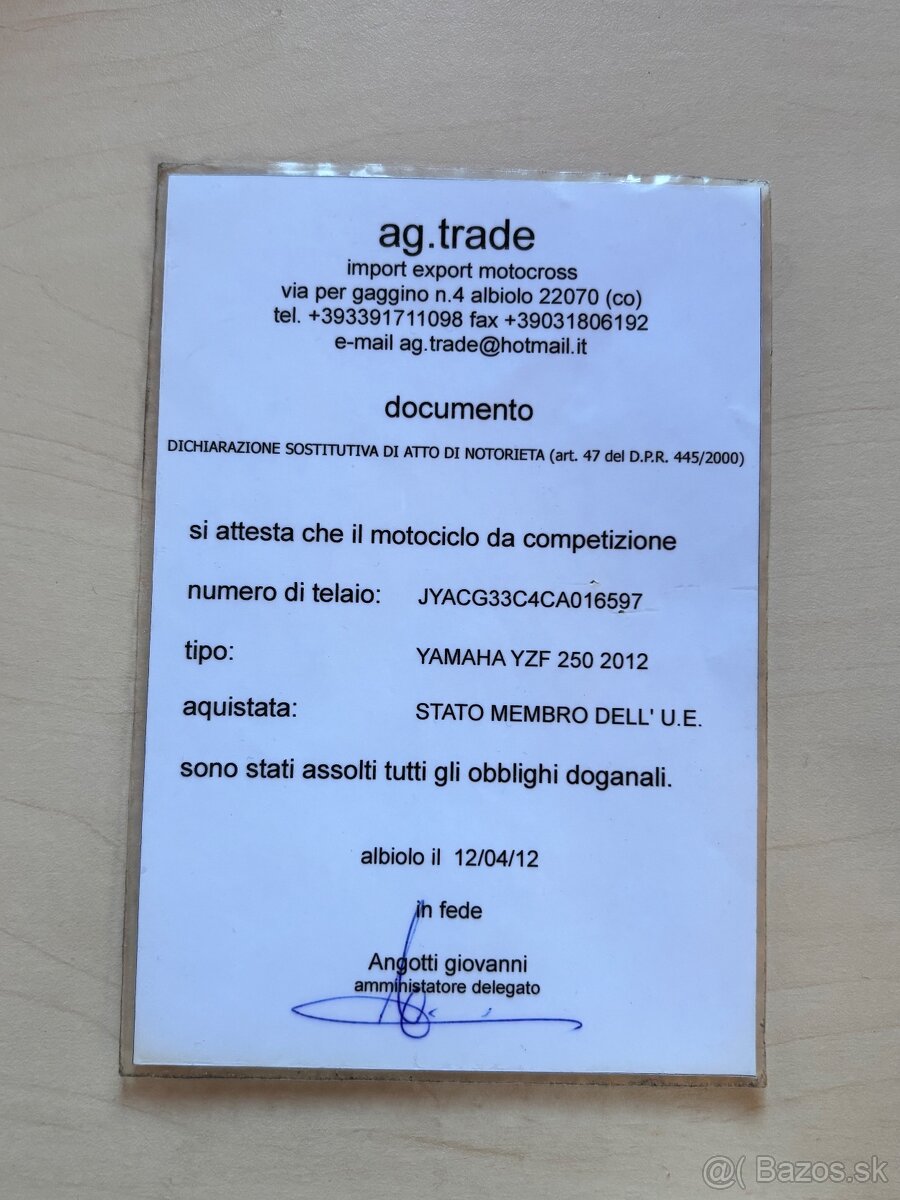 ag.trade
import export motocross
via per gaggino n.4 albiolo 22070 (co)
tel. +393391711098 fax +39031806192
e-mail ag.trade@hotmail.it
documento
DICHIARAZIONE SOSTITUTIVA DI ATTO DI NOTORIETA (art. 47 del D.P.R. 445/2000)
si attesta che il motociclo da competizione
numero di telaio: JYACG33C4CA016597
tipo: YAMAHA YZF 250 2012
aquistata: STATO MEMBRO DELL' U.E.
sono stati assolti tutti gli obblighi doganali.
albiolo il 12/04/12
in fede
Angotti giovanni
amministatore delegato
@( Bazos.sk